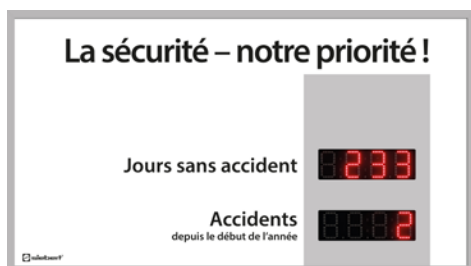 La sécurité – notre priorité !
Jours sans accident 233
Accidents 2
depuis le début de l'année